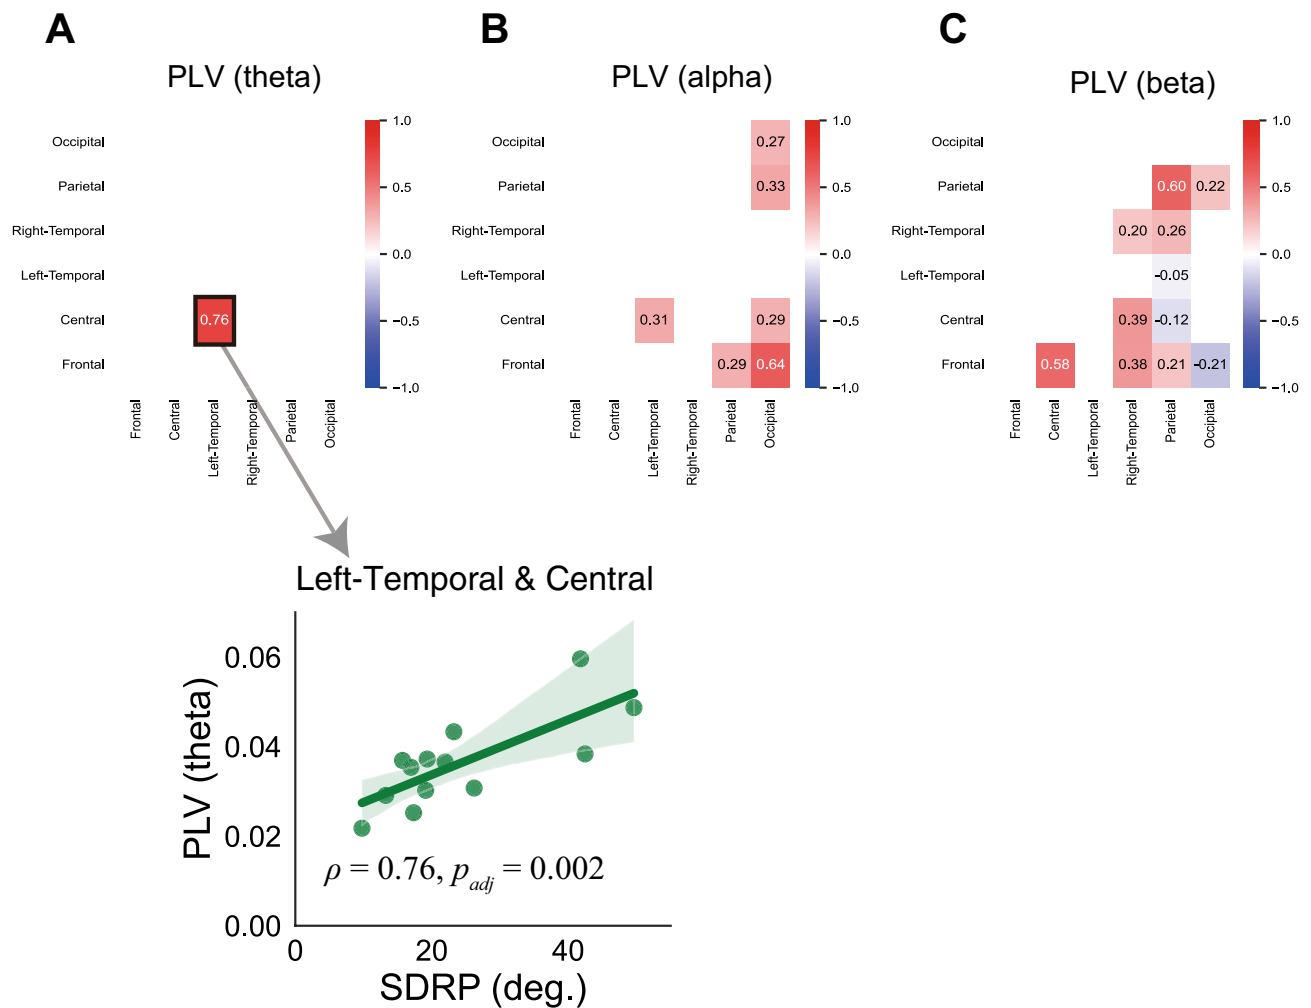 A
PLV (theta)
Occipital
Parietal
Right-Temporal
Left-Temporal
Central
Frontal
0.76
Frontal
Central
Left-Temporal
Right-Temporal
Parietal
Occipital
1.0
0.5
0.0
−0.5
−1.0
B
PLV (alpha)
Occipital
Parietal
Right-Temporal
Left-Temporal
Central
Frontal
0.27
0.33
0.31
0.29
0.29
0.64
Frontal
Central
Left-Temporal
Right-Temporal
Parietal
Occipital
1.0
0.5
0.0
−0.5
−1.0
C
PLV (beta)
Occipital
Parietal
Right-Temporal
Left-Temporal
Central
Frontal
0.60
0.22
0.20
0.26
-0.05
0.39
-0.12
0.58
0.38
0.21
-0.21
Frontal
Central
Left-Temporal
Right-Temporal
Parietal
Occipital
1.0
0.5
0.0
−0.5
−1.0
Left-Temporal & Central
PLV (theta)
0.06
0.04
0.02
0.00
ρ = 0.76, p_adj = 0.002
0
20
40
SDRP (deg.)